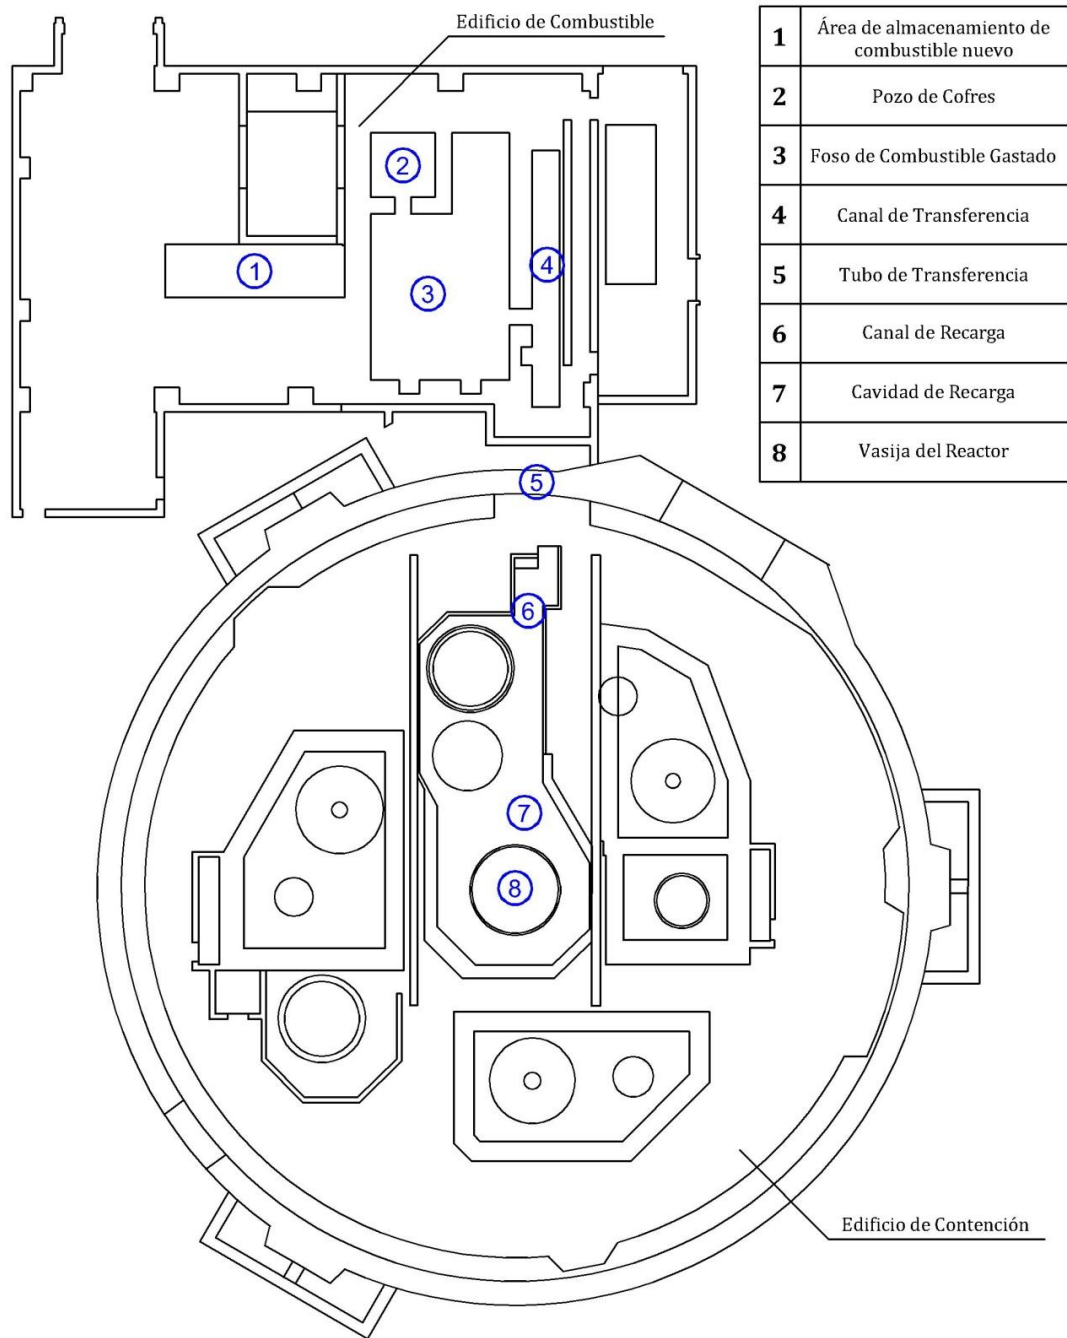 Edificio de Combustible
1 Área de almacenamiento de
combustible nuevo
2 Pozo de Cofres
3 Foso de Combustible Gastado
4 Canal de Transferencia
5 Tubo de Transferencia
6 Canal de Recarga
7 Cavidad de Recarga
8 Vasija del Reactor
2
1
3
4
5
6
7
8
Edificio de Contención